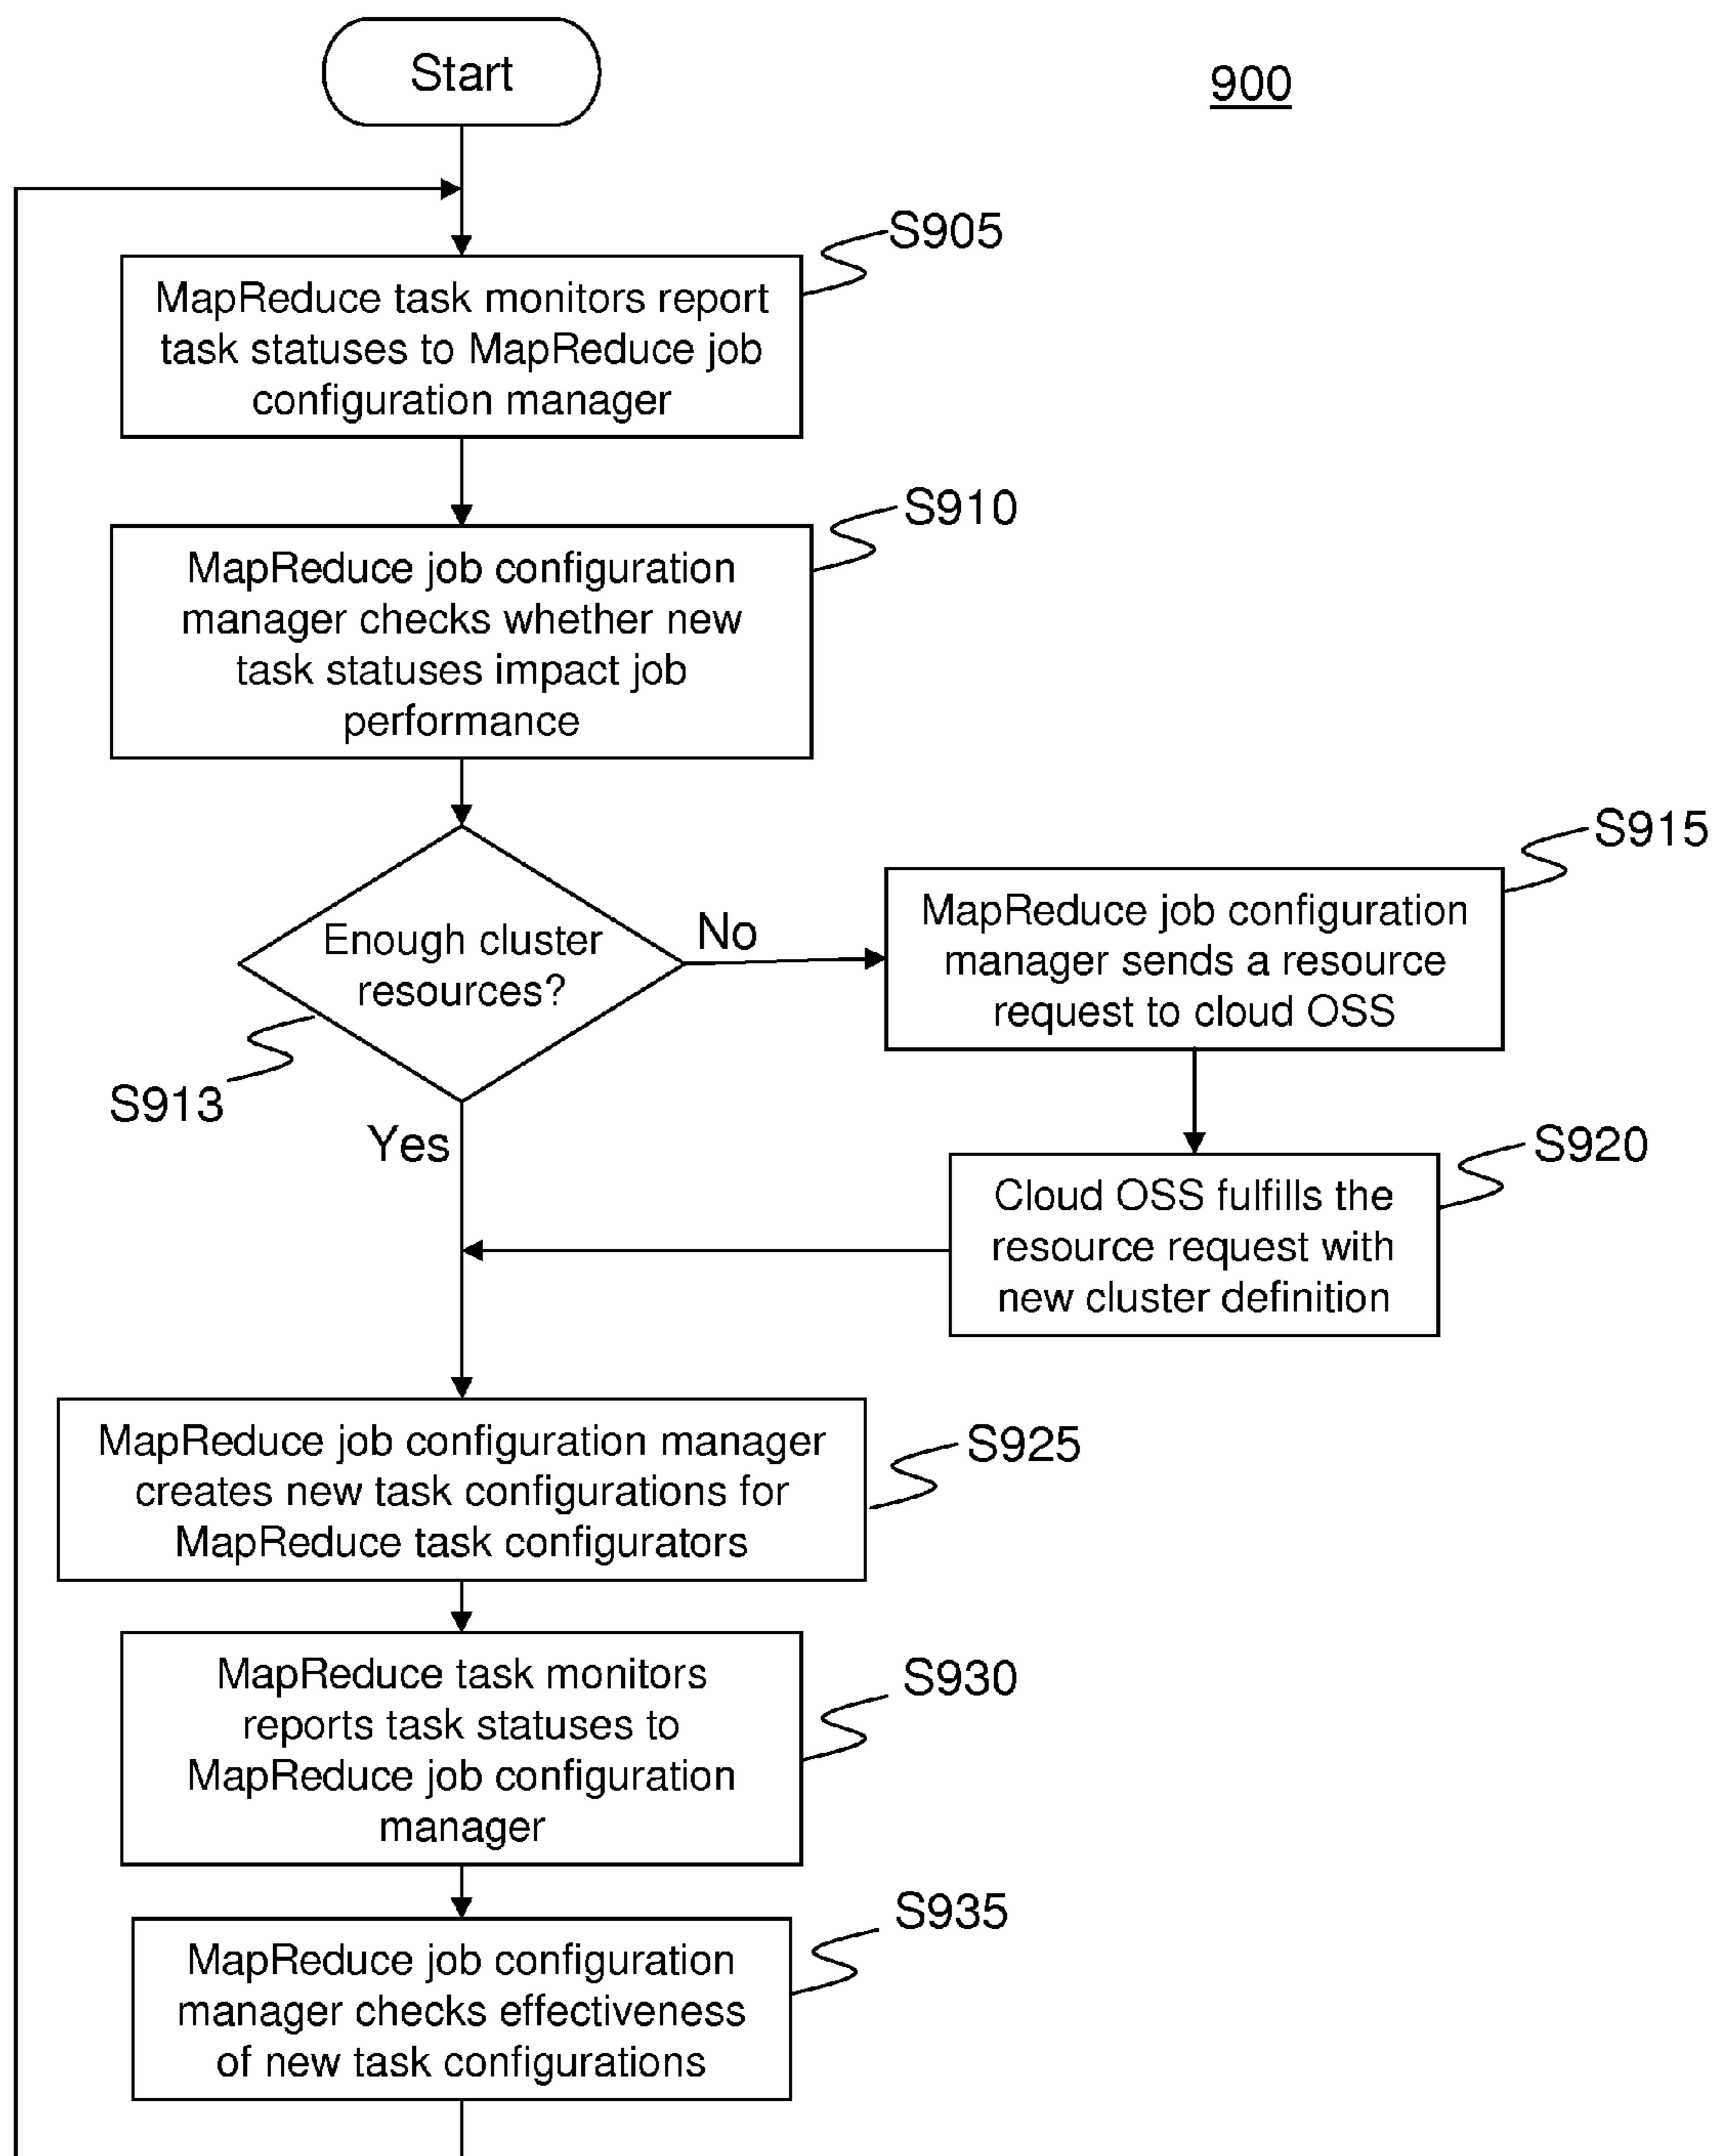 Start
900
S905
MapReduce task monitors report
task statuses to MapReduce job
configuration manager
S910
MapReduce job configuration
manager checks whether new
task statuses impact job
performance
Enough cluster
resources?
No
S913
Yes
S915
MapReduce job configuration
manager sends a resource
request to cloud OSS
S920
Cloud OSS fulfills the
resource request with
new cluster definition
S925
MapReduce job configuration manager
creates new task configurations for
MapReduce task configurators
S930
MapReduce task monitors
reports task statuses to
MapReduce job configuration
manager
S935
MapReduce job configuration
manager checks effectiveness
of new task configurations